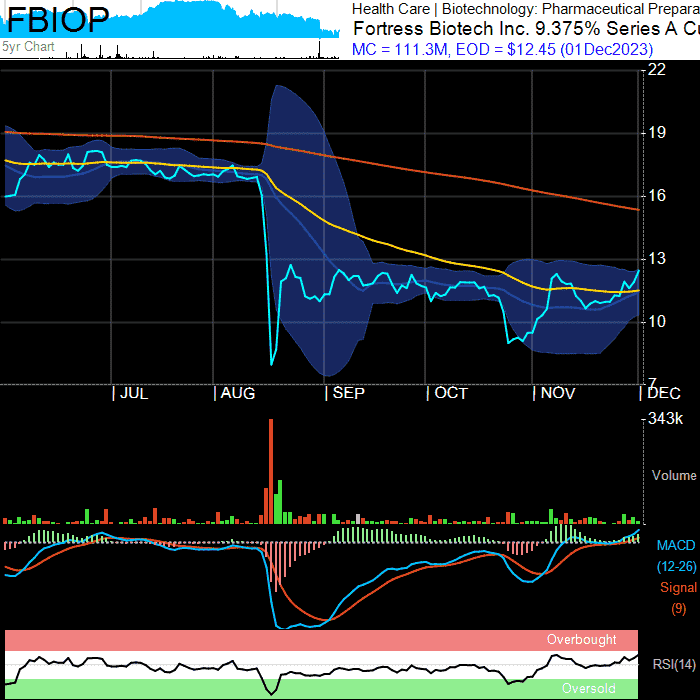 FBIOP
Health Care | Biotechnology: Pharmaceutical Prepara
Fortress Biotech Inc. 9.375% Series A Cu
MC = 111.3M, EOD = $12.45 (01Dec2023)
5yr Chart
22
19
16
13
10
7
| JUL | AUG | SEP | OCT | NOV | DEC
343k
Volume
MACD
(12-26)
Signal
(9)
Overbought
RSI(14)
Oversold